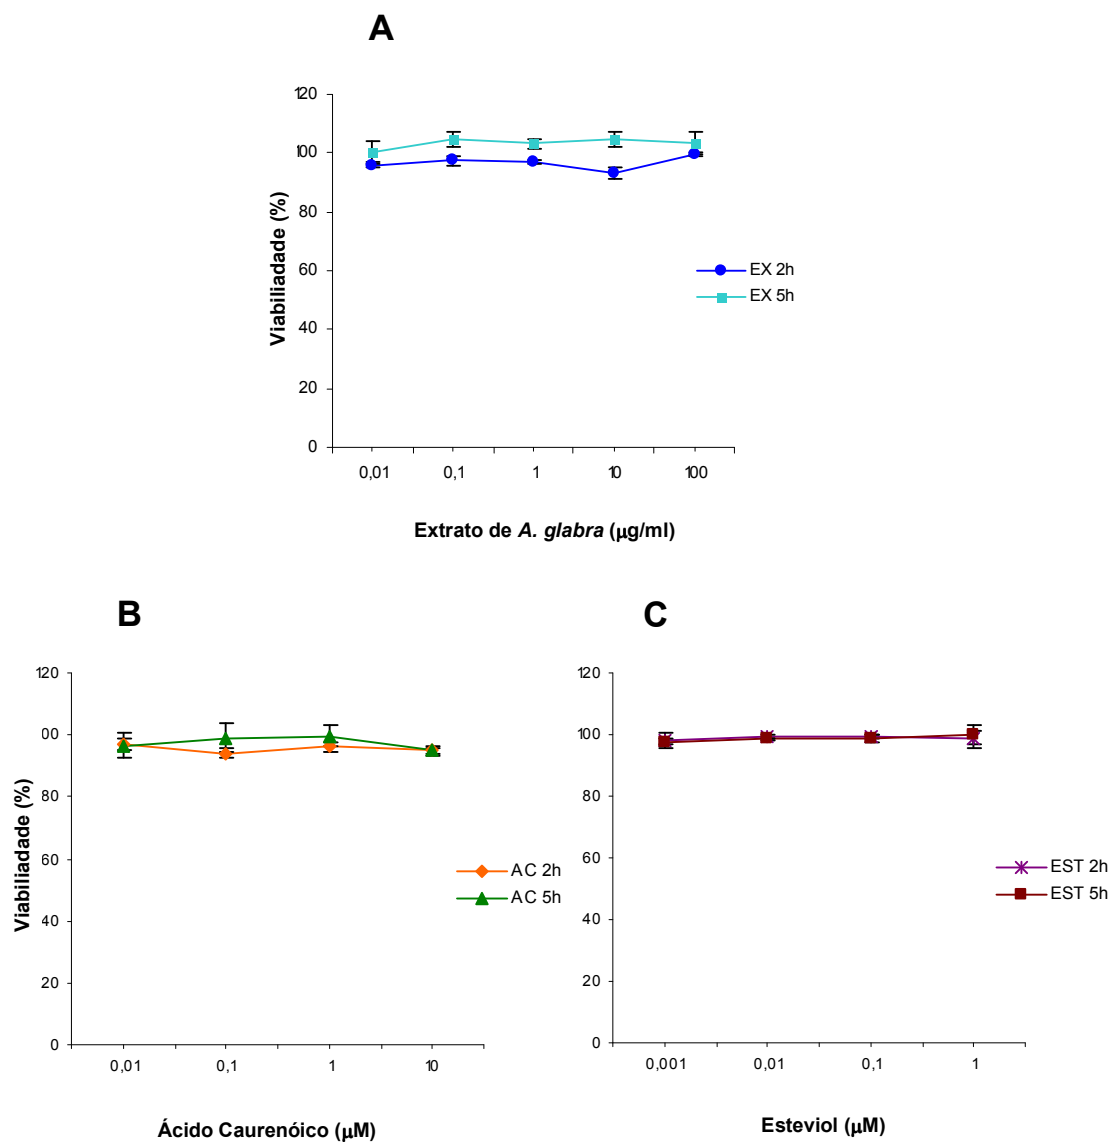 A
120
100
80
60
40
20
0
Viabiliadade (%)
EX 2h
EX 5h
0,01 0,1 1 10 100
Extrato de A. glabra (µg/ml)
B
120
00
80
60
40
20
0
Viabiliadade (%)
AC 2h
AC 5h
0,01 0,1 1 10
Ácido Caurenóico (µM)
C
120
100
80
60
40
20
0
EST 2h
EST 5h
0,001 0,01 0,1 1
Esteviol (µM)